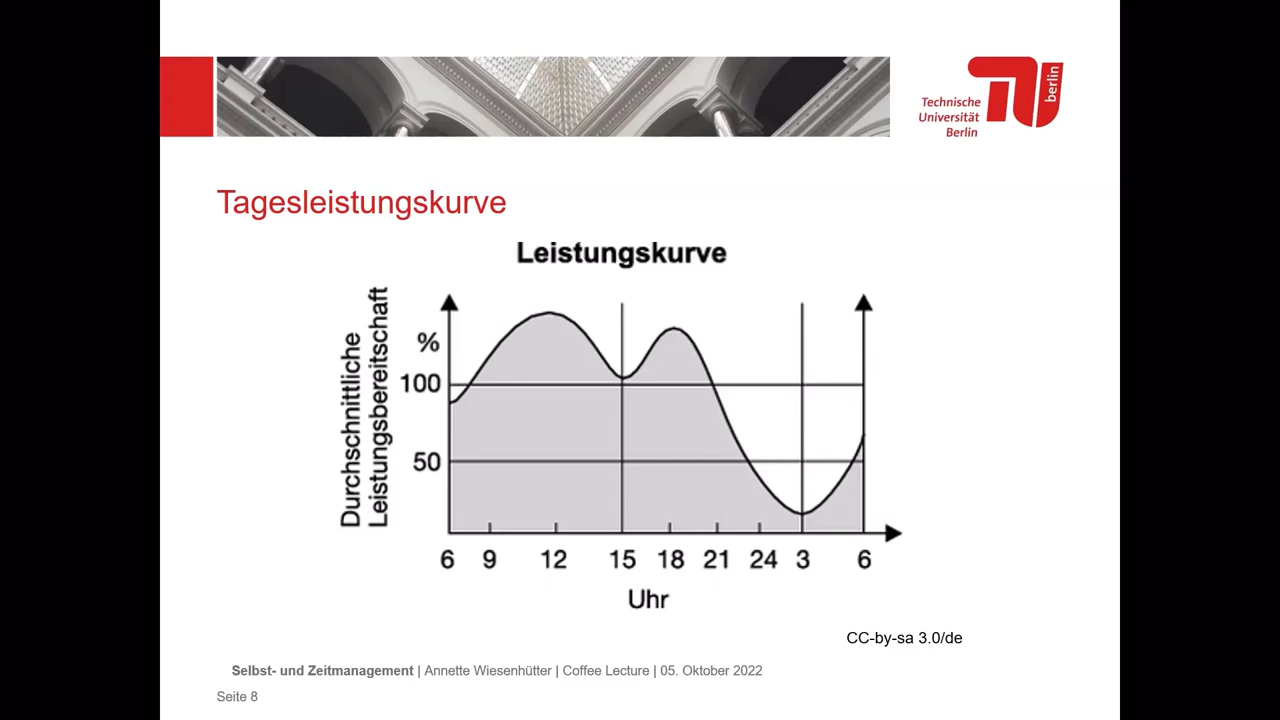 Technische
Universität
Berlin
berlin
Tagesleistungskurve
Leistungskurve
Durchschnittliche
Leistungsbereitschaft
%
100
50
6 9 12 15 18 21 24 3 6
Uhr
CC-by-sa 3.0/de
Selbst- und Zeitmanagement | Annette Wiesenhütter | Coffee Lecture | 05. Oktober 2022
Seite 8